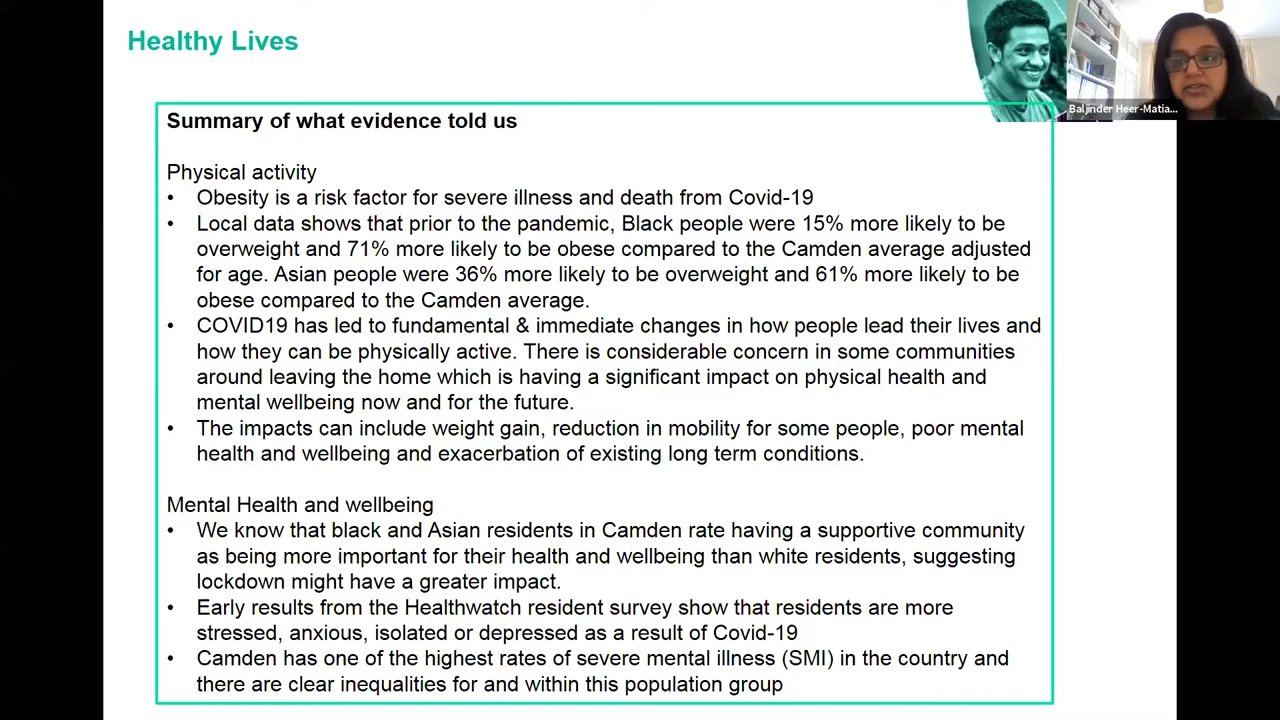 Healthy Lives
Baljinder Heer-Matia...
Summary of what evidence told us
Physical activity
• Obesity is a risk factor for severe illness and death from Covid-19
• Local data shows that prior to the pandemic, Black people were 15% more likely to be
overweight and 71% more likely to be obese compared to the Camden average adjusted
for age. Asian people were 36% more likely to be overweight and 61% more likely to be
obese compared to the Camden average.
• COVID19 has led to fundamental & immediate changes in how people lead their lives and
how they can be physically active. There is considerable concern in some communities
around leaving the home which is having a significant impact on physical health and
mental wellbeing now and for the future.
• The impacts can include weight gain, reduction in mobility for some people, poor mental
health and wellbeing and exacerbation of existing long term conditions.
Mental Health and wellbeing
• We know that black and Asian residents in Camden rate having a supportive community
as being more important for their health and wellbeing than white residents, suggesting
lockdown might have a greater impact.
• Early results from the Healthwatch resident survey show that residents are more
stressed, anxious, isolated or depressed as a result of Covid-19
• Camden has one of the highest rates of severe mental illness (SMI) in the country and
there are clear inequalities for and within this population group